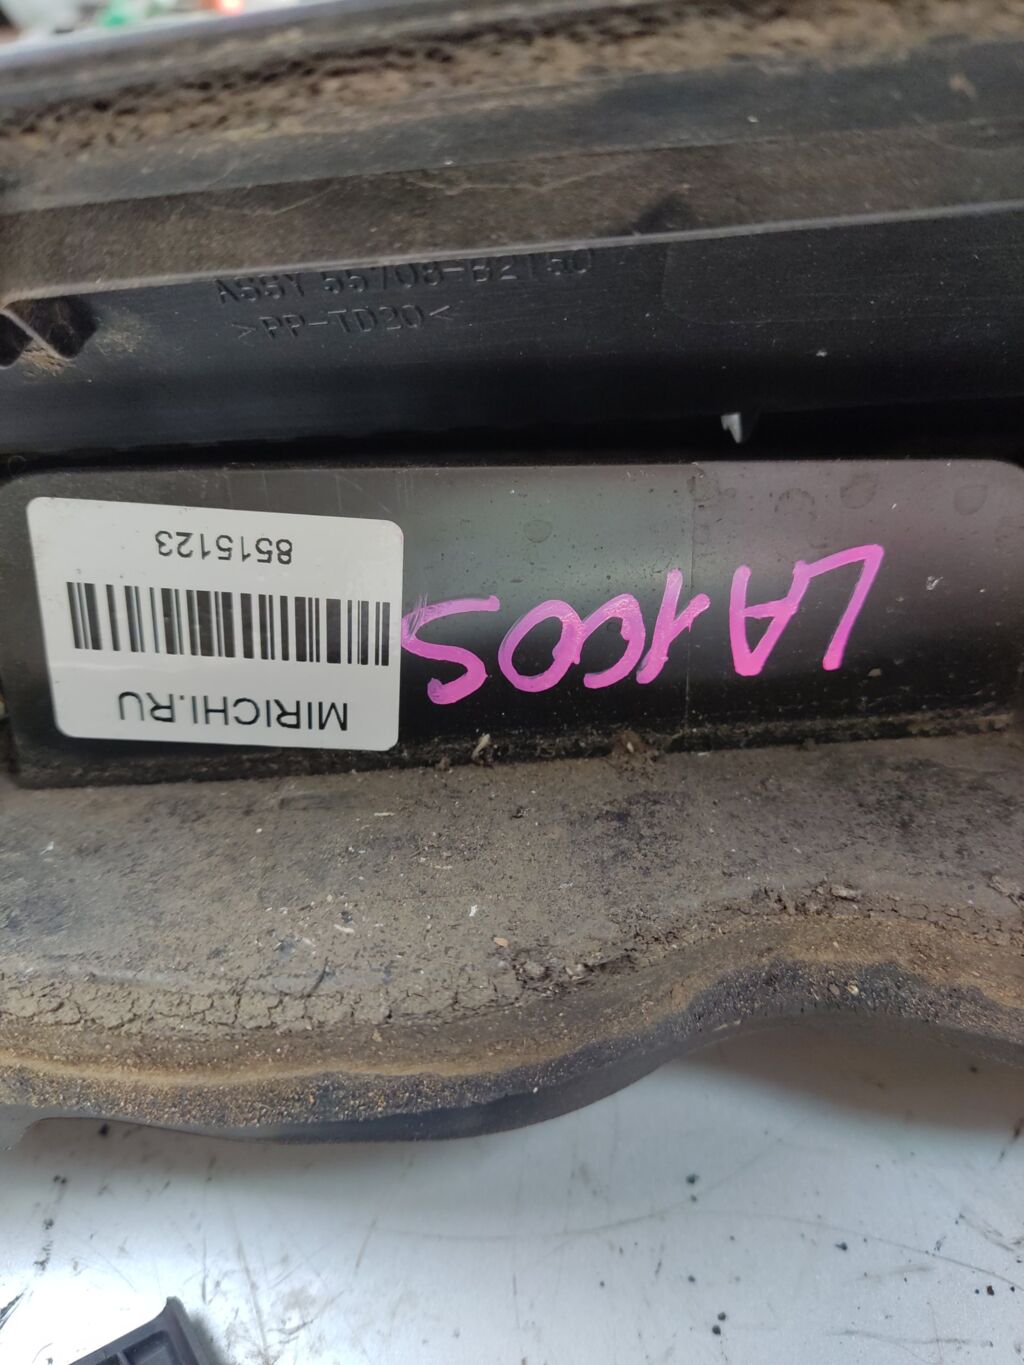 ASSY 55708-B2150
>PP-TD20<
MIRICHI.RU
8515123
LA100S